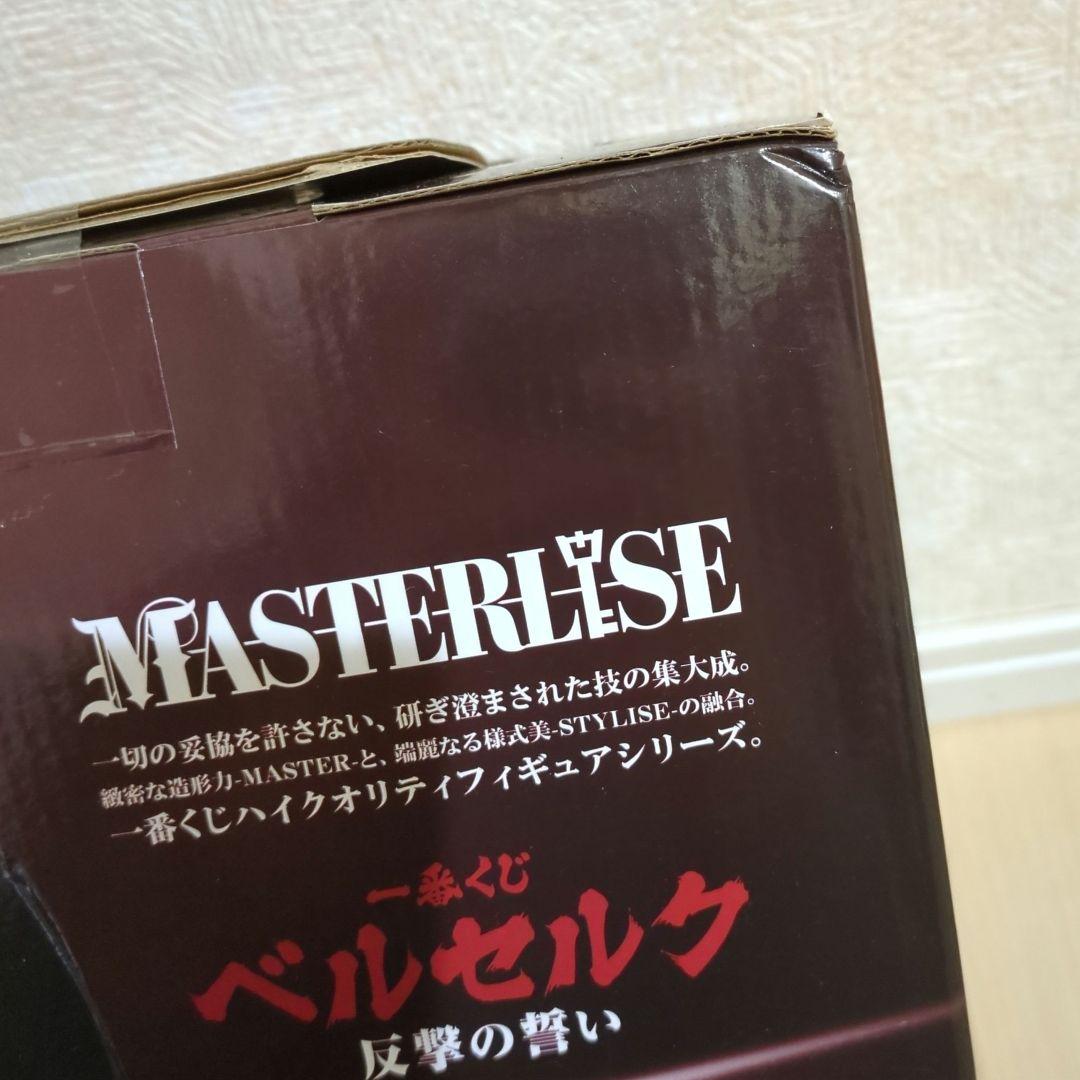 MASTERLISE
一切の妥協を許さない、研ぎ澄まされた技の集大成。
緻密な造形力-MASTER-と、端麗なる様式美-STYLISE-の融合。
一番くじハイクオリティフィギュアシリーズ。
一番くじ
ベルセルク
反撃の誓い